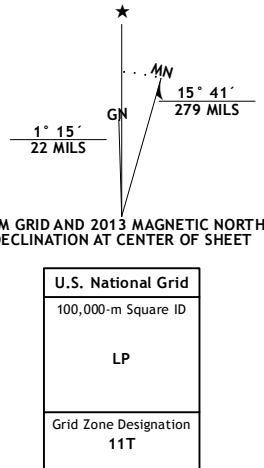 ★
MN
GN
15° 41´
279 MILS
1° 15´
22 MILS
M GRID AND 2013 MAGNETIC NORTH
DECLINATION AT CENTER OF SHEET
U.S. National Grid
100,000-m Square ID
LP
Grid Zone Designation
11T